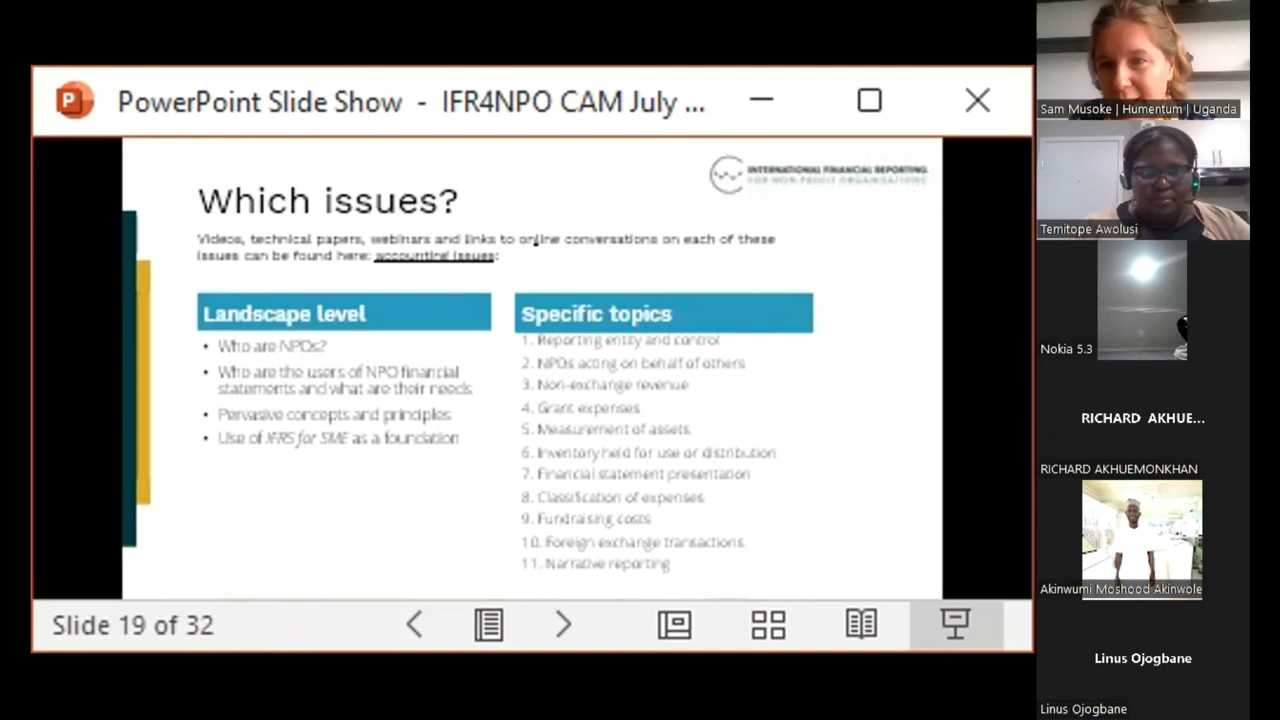 PowerPoint Slide Show - IFR4NPO CAM July ...
INTERNATIONAL FINANCIAL REPORTING
FOR NON-PROFIT ORGANISATIONS
Which issues?
Videos, technical papers, webinars and links to online conversations on each of these
issues can be found here: accounting issues:
Landscape level
• Who are NPOs?
• Who are the users of NPO financial
statements and what are their needs
• Pervasive concepts and principles
• Use of IFRS for SME as a foundation
Specific topics
1. Reporting entity and control
2. NPOs acting on behalf of others
3. Non-exchange revenue
4. Grant expenses
5. Measurement of assets
6. Inventory held for use or distribution
7. Financial statement presentation
8. Classification of expenses
9. Fundraising costs
10. Foreign exchange transactions
11. Narrative reporting
Slide 19 of 32
Sam Musoke | Humentum | Uganda
Temitope Awolusi
Nokia 5.3
RICHARD AKHUE...
RICHARD AKHUEMONKHAN
Akinwumi Moshood Akinwole
Linus Ojogbane
Linus Ojogbane